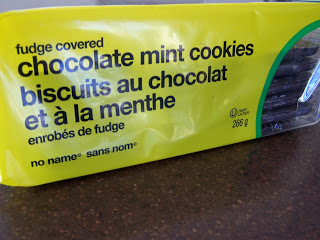 fudge covered
chocolate mint cookies
biscuits au chocolat
et à la menthe
enrobés de fudge
266 g
no name® sans nom®